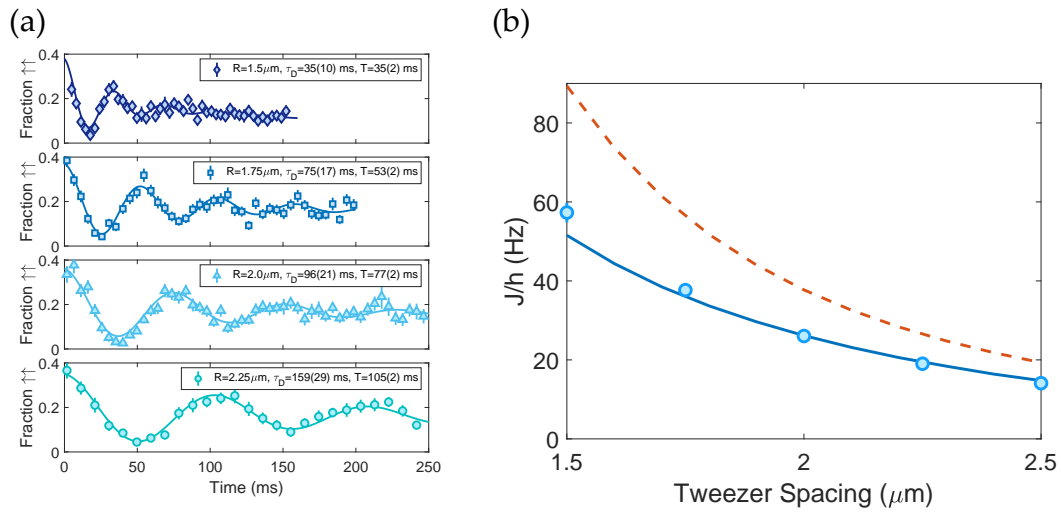 (a)
(b)
0.4
0.2
0
Fraction ↑↑
R=1.5μm, τD=35(10) ms, T=35(2) ms
0.4
0.2
0
Fraction ↑↑
R=1.75μm, τD=75(17) ms, T=53(2) ms
0.4
0.2
0
Fraction ↑↑
R=2.0μm, τD=96(21) ms, T=77(2) ms
0.4
0.2
0
Fraction ↑↑
R=2.25μm, τD=159(29) ms, T=105(2) ms
0 50 100 150 200 250
Time (ms)
80
60
40
20
0
J/h (Hz)
1.5 2 2.5
Tweezer Spacing (μm)